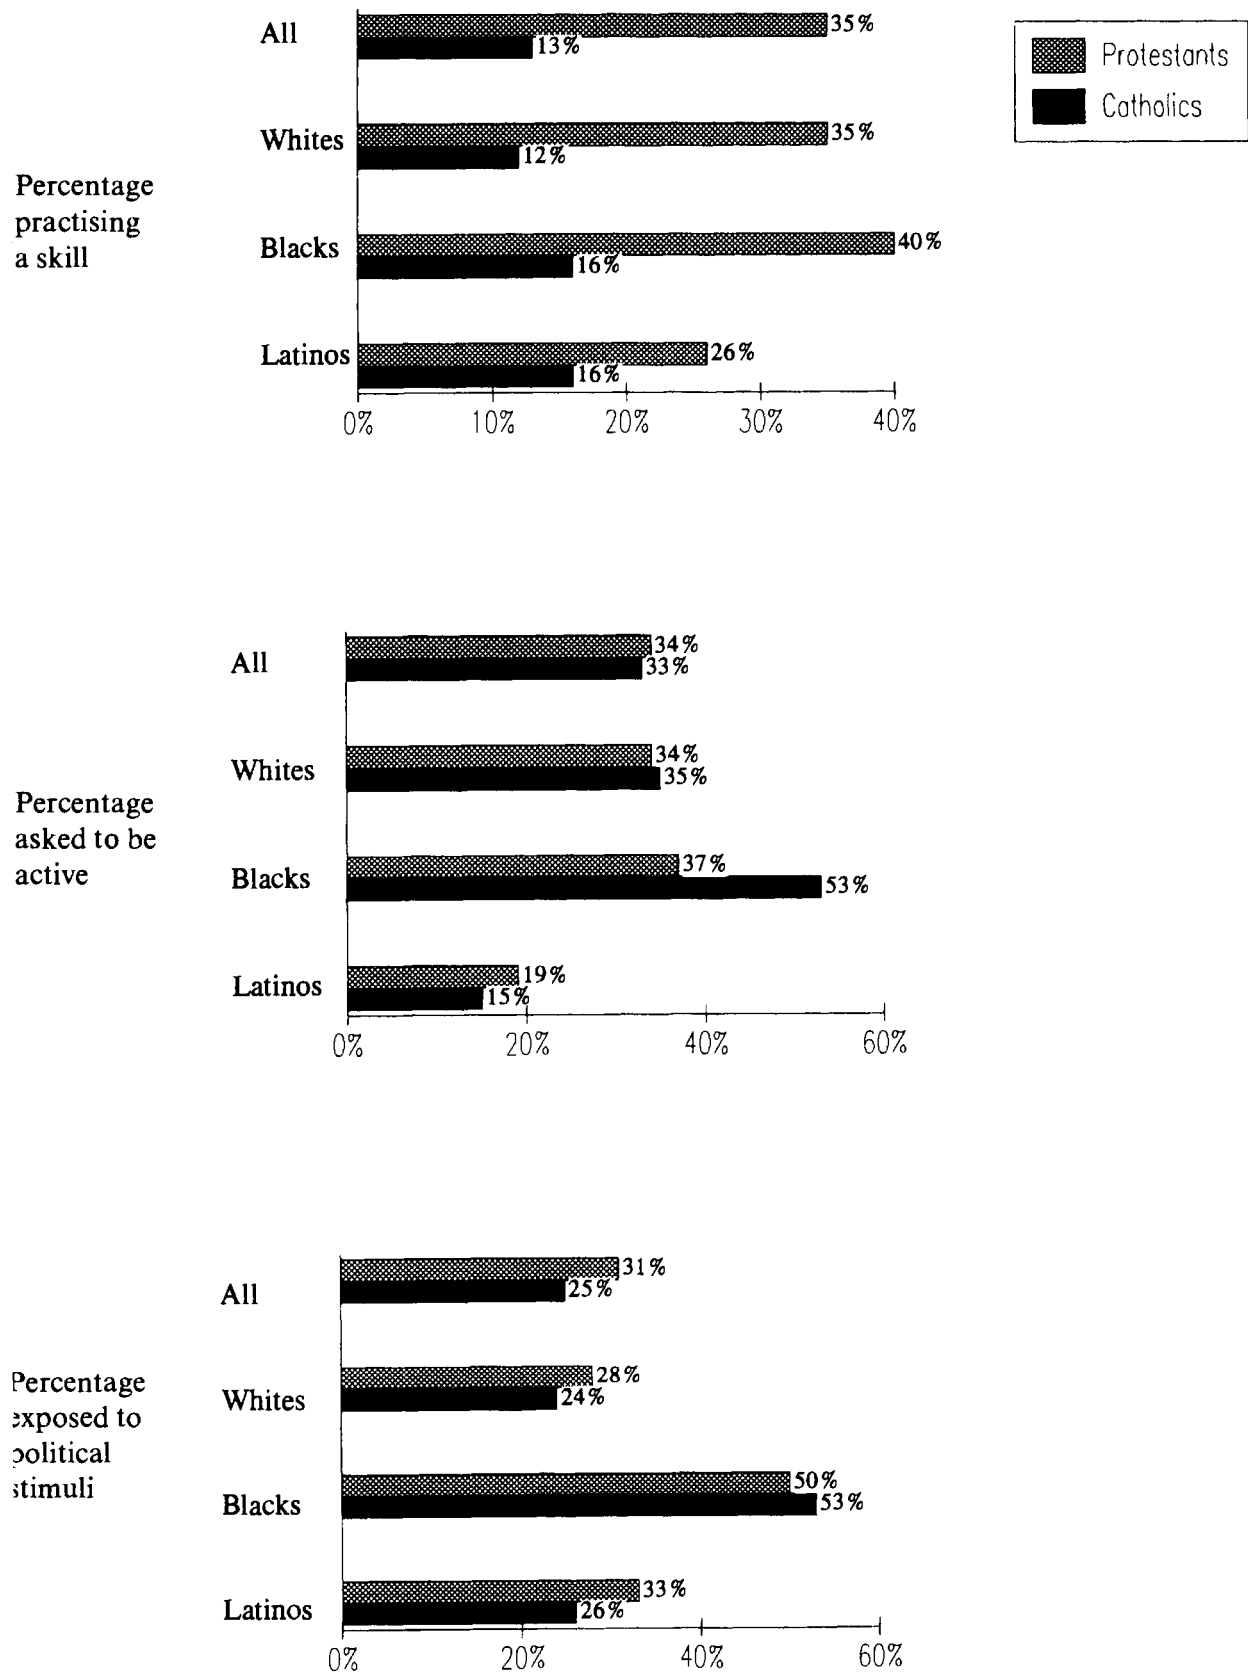 All
35%
13%
Protestants
Catholics
Whites
35%
12%
Percentage
practising
a skill
Blacks
40%
16%
Latinos
26%
16%
0% 10% 20% 30% 40%
All
34%
33%
Whites
34%
35%
Percentage
asked to be
active
Blacks
37%
53%
Latinos
19%
15%
0% 20% 40% 60%
All
31%
25%
Percentage
exposed to
political
stimuli
Whites
28%
24%
Blacks
50%
53%
Latinos
33%
26%
0% 20% 40% 60%